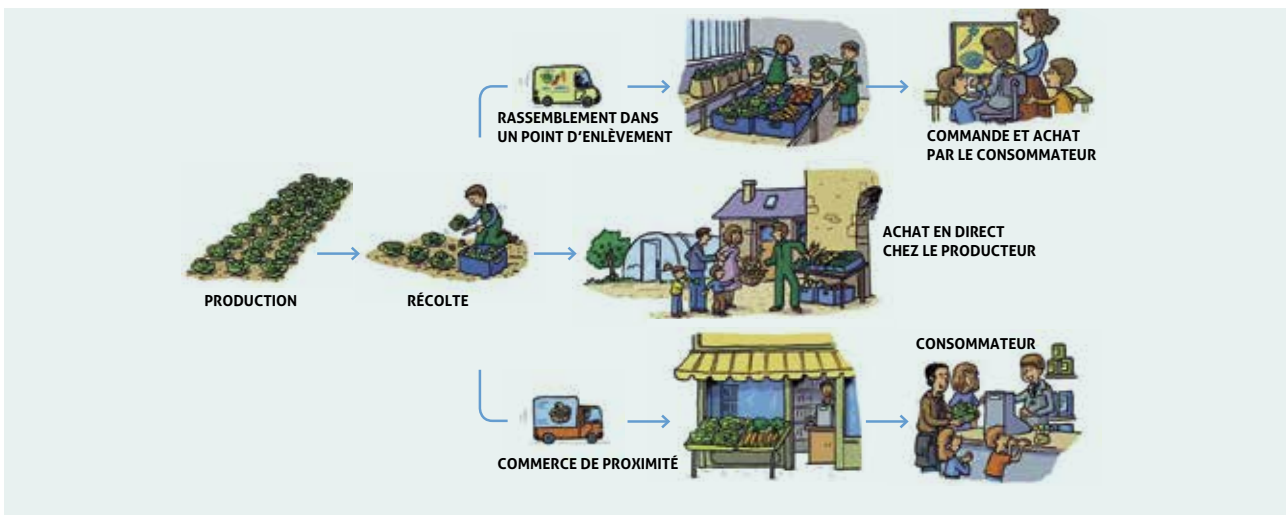 RASSEMBLEMENT DANS
UN POINT D'ENLÈVEMENT
COMMANDE ET ACHAT
PAR LE CONSOMMATEUR
PRODUCTION
RÉCOLTE
ACHAT EN DIRECT
CHEZ LE PRODUCTEUR
COMMERCE DE PROXIMITÉ
CONSOMMATEUR